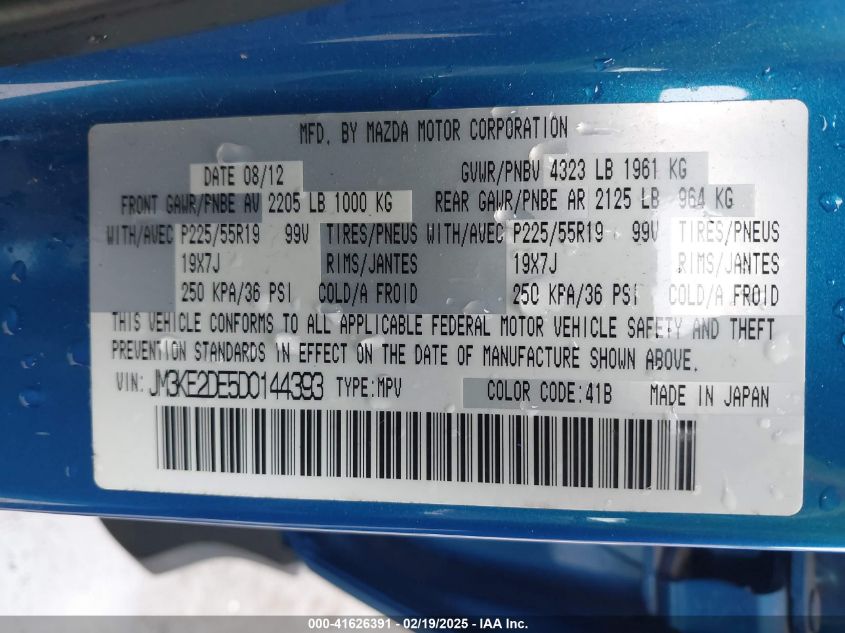 MFD. BY MAZDA MOTOR CORPORATION
DATE 08/12 GVWR/PNBV 4323 LB 1961 KG
FRONT GAWR/PNBE AV 2205 LB 1000 KG REAR GAWR/PNBE AR 2125 LB 964 KG
WITH/AVEC P225/55R19 99V TIRES/PNEUS WITH/AVEC P225/55R19 99V TIRES/PNEUS
19X7J RIMS/JANTES 19X7J RIMS/JANTES
250 KPA/36 PSI COLD/A FROID 250 KPA/36 PSI COLD/A FROID
THIS VEHICLE CONFORMS TO ALL APPLICABLE FEDERAL MOTOR VEHICLE SAFETY AND THEFT
PREVENTION STANDARDS IN EFFECT ON THE DATE OF MANUFACTURE SHOWN ABOVE.
VIN: JM3KE2DE5D0144393 TYPE:MPV COLOR CODE:41B MADE IN JAPAN
000-41626391 - 02/19/2025 - IAA Inc.